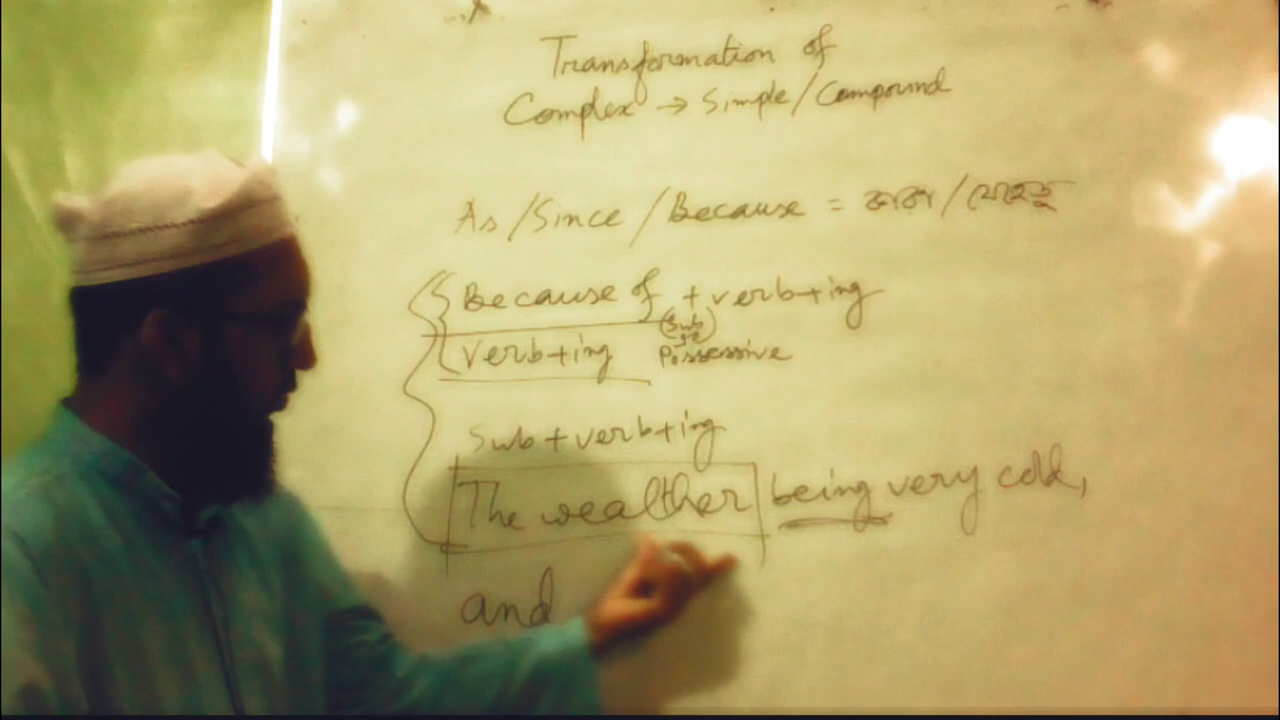 Transformation of
Complex → Simple/Compound
As/Since/Because = কারণ/যেহেতু
Because of + verb+ing
(Sub এর)
verb+ing Possessive
Sub+verb+ing
The wealther being very cold,
and